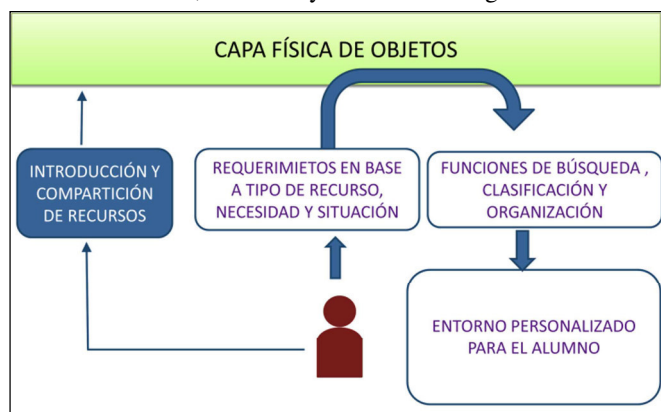 CAPA FÍSICA DE OBJETOS
INTRODUCCIÓN Y
COMPARTICIÓN
DE RECURSOS
REQUERIMIETOS EN BASE
A TIPO DE RECURSO,
NECESIDAD Y SITUACIÓN
FUNCIONES DE BÚSQUEDA ,
CLASIFICACIÓN Y
ORGANIZACIÓN
ENTORNO PERSONALIZADO
PARA EL ALUMNO